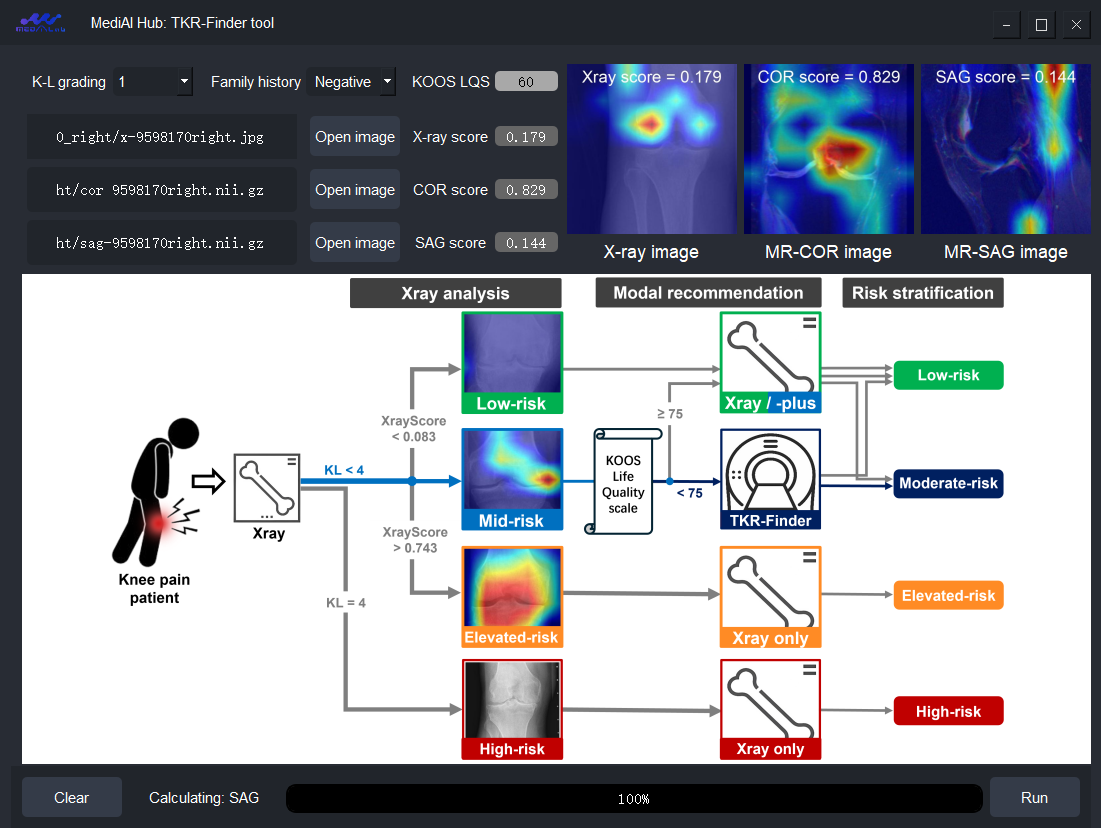 MediAI Hub: TKR-Finder tool
K-L grading 1 Family history Negative KOOS LQS 60
0_right/x-9598170right.jpg Open image X-ray score 0.179
ht/cor 9598170right.nii.gz Open image COR score 0.829
ht/sag-9598170right.nii.gz Open image SAG score 0.144
Xray score = 0.179 COR score = 0.829 SAG score = 0.144
X-ray image MR-COR image MR-SAG image
Xray analysis Modal recommendation Risk stratification
Knee pain
patient
Xray
KL < 4
KL = 4
XrayScore
< 0.083
XrayScore
> 0.743
Low-risk
Mid-risk
Elevated-risk
High-risk
KOOS
Life
Quality
scale
≥ 75
< 75
Xray / -plus
TKR-Finder
Xray only
Xray only
Low-risk
Moderate-risk
Elevated-risk
High-risk
Clear Calculating: SAG 100% Run